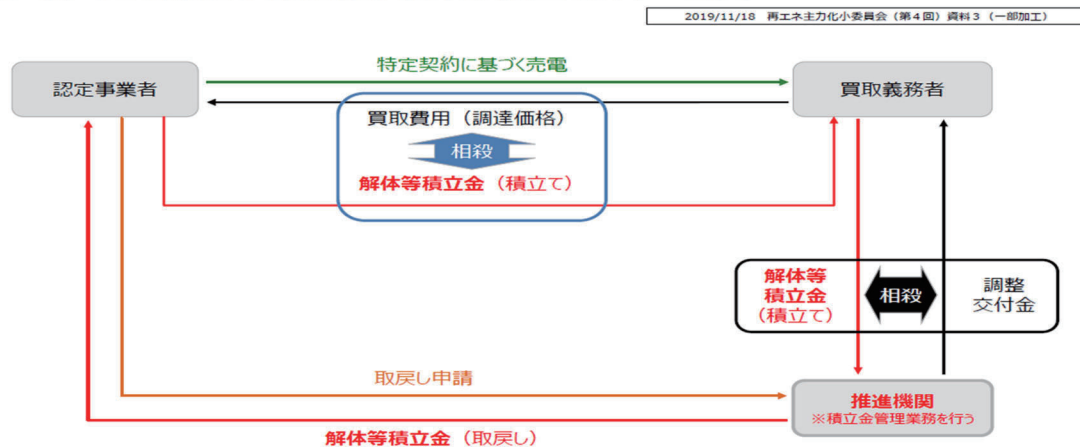 2019/11/18 再エネ主力化小委員会（第4回）資料3（一部加工）
特定契約に基づく売電
認定事業者
買取義務者
買取費用（調達価格）
相殺
解体等積立金（積立て）
解体等
積立金
（積立て）
相殺
調整
交付金
取戻し申請
推進機関
※積立金管理業務を行う
解体等積立金（取戻し）